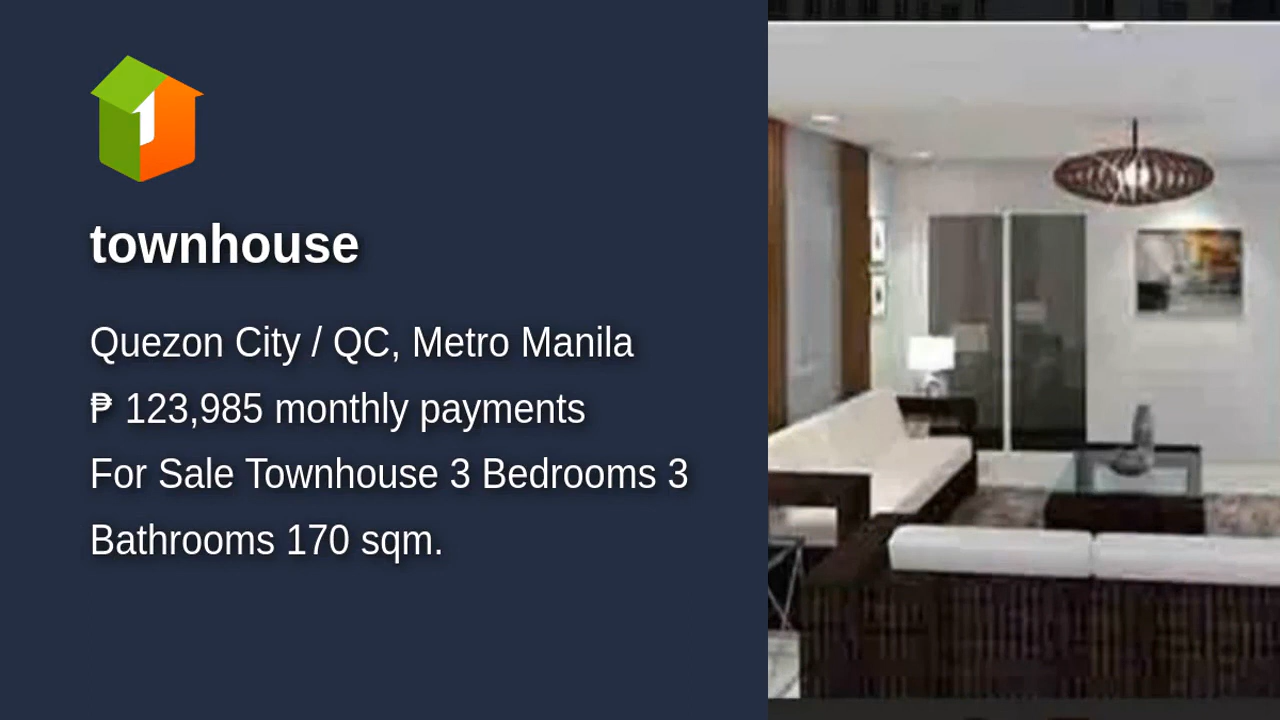 townhouse
Quezon City / QC, Metro Manila
₱ 123,985 monthly payments
For Sale Townhouse 3 Bedrooms 3
Bathrooms 170 sqm.